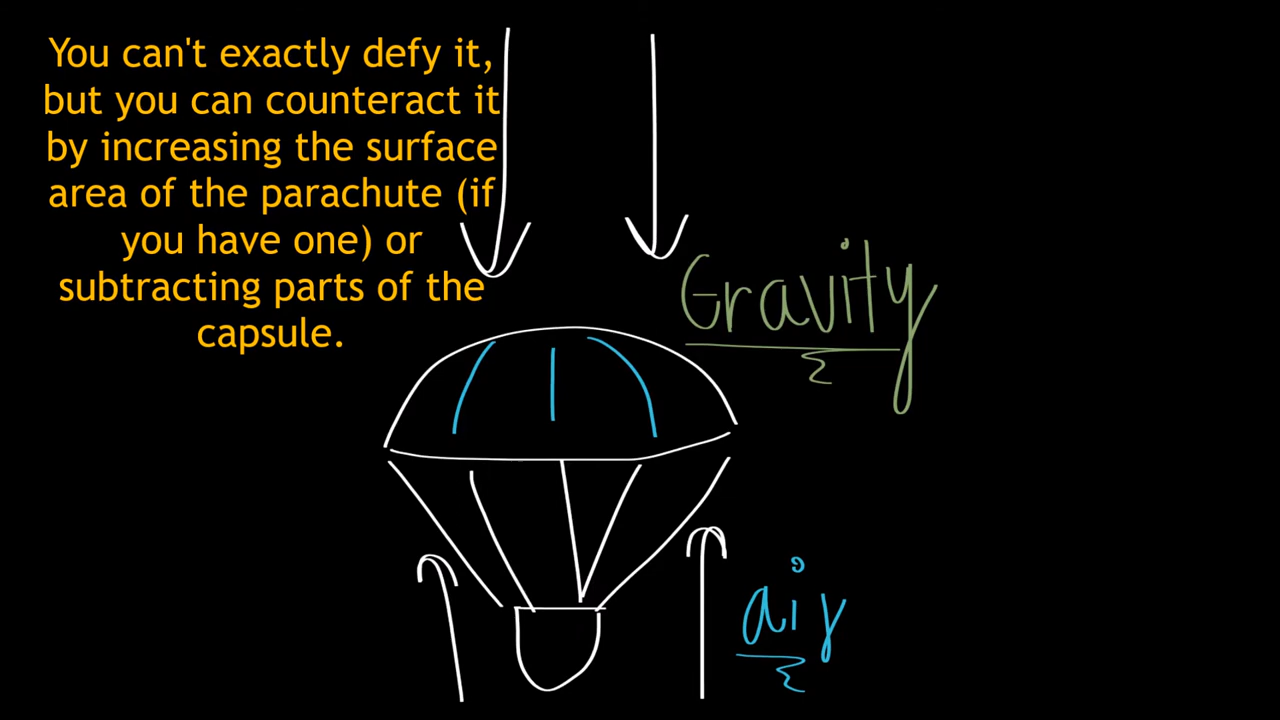 You can't exactly defy it,
but you can counteract it
by increasing the surface
area of the parachute (if
you have one) or
subtracting parts of the
capsule.
Gravity
air